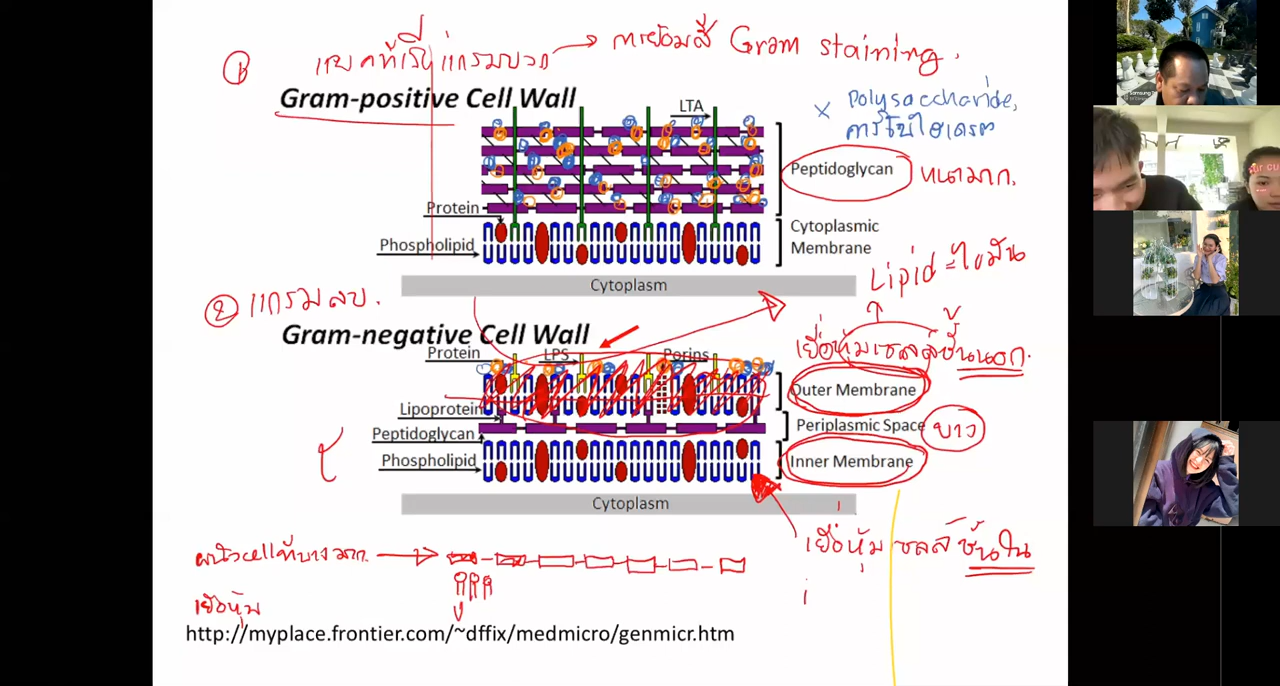 ① แบคทีเรียแกรมบวก → การย้อมสี Gram staining.
Gram-positive Cell Wall
LTA
x polysaccharide,
คาร์โบไฮเดรต
Peptidoglycan หนามาก.
Protein
Cytoplasmic
Membrane
Phospholipid
Cytoplasm
Lipid = ไขมัน
② แกรมลบ.
Gram-negative Cell Wall
เยื่อหุ้มเซลล์ชั้นนอก.
Protein
LPS
Porins
Outer Membrane
Lipoprotein
Periplasmic Space บาง
Peptidoglycan
Phospholipid
Inner Membrane
Cytoplasm
เยื่อหุ้มเซลล์ชั้นใน
ผนังcellที่บางมาก
เยื่อหุ้ม
http://myplace.frontier.com/~dffix/medmicro/genmicr.htm